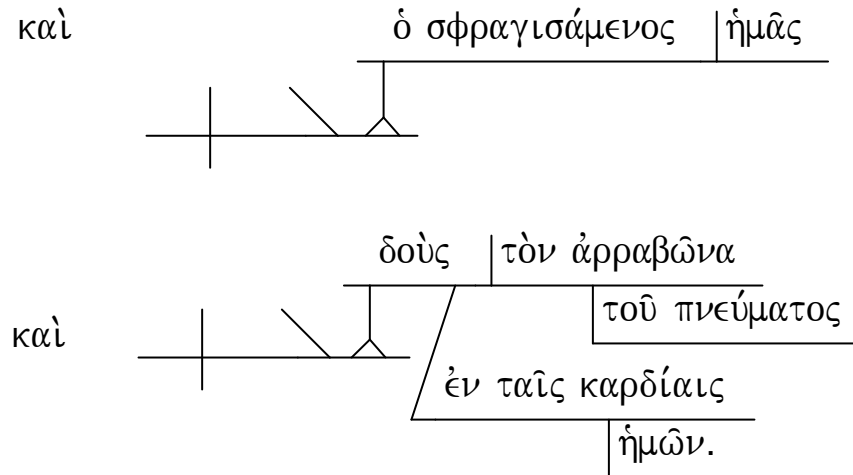 καὶ ὁ σφραγισάμενος ἡμᾶς
δοὺς τὸν ἀρραβῶνα
τοῦ πνεύματος
καὶ
ἐν ταῖς καρδίαις
ἡμῶν.